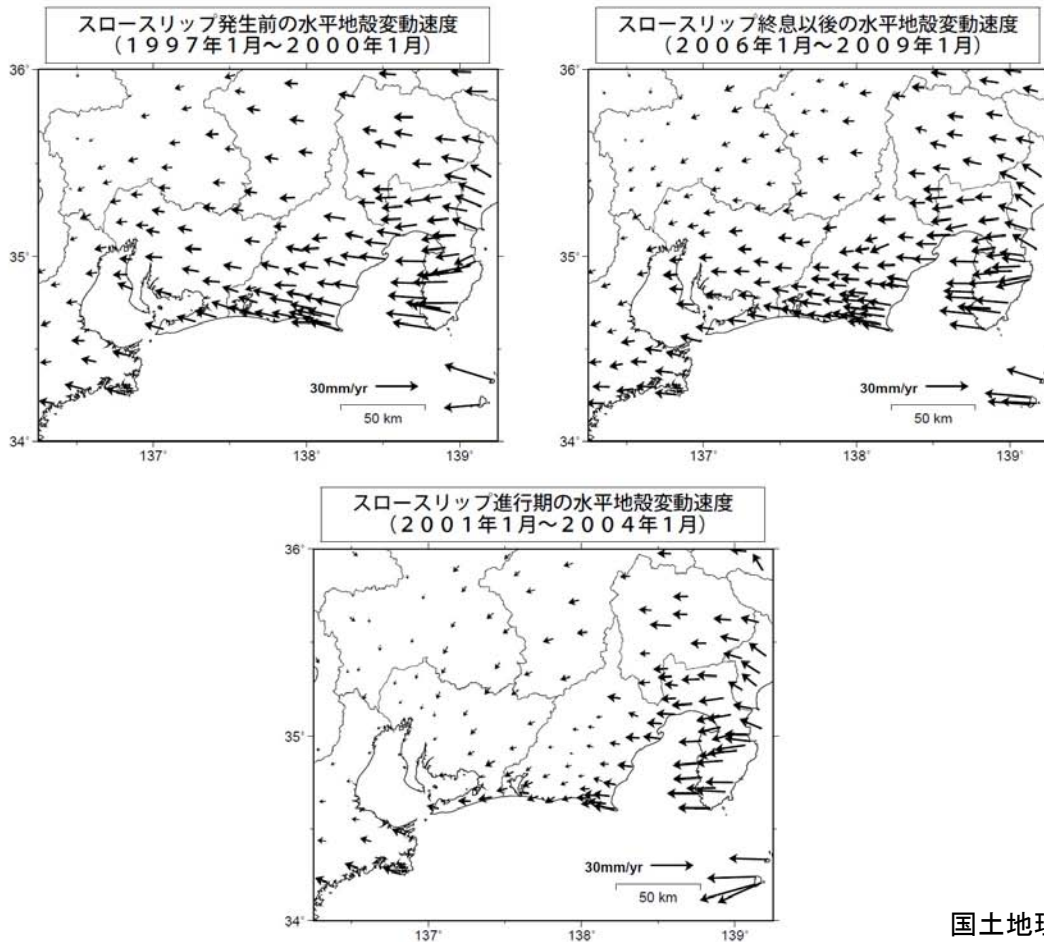 スロースリップ発生前の水平地殻変動速度
（１９９７年１月～２０００年１月）
36°
35°
34°
137°
138°
139°
30mm/yr
50 km
スロースリップ終息以後の水平地殻変動速度
（２００６年１月～２００９年１月）
36°
35°
34°
137°
138°
139°
30mm/yr
50 km
スロースリップ進行期の水平地殻変動速度
（２００１年１月～２００４年１月）
36°
35°
34°
137°
138°
139°
30mm/yr
50 km
国土地